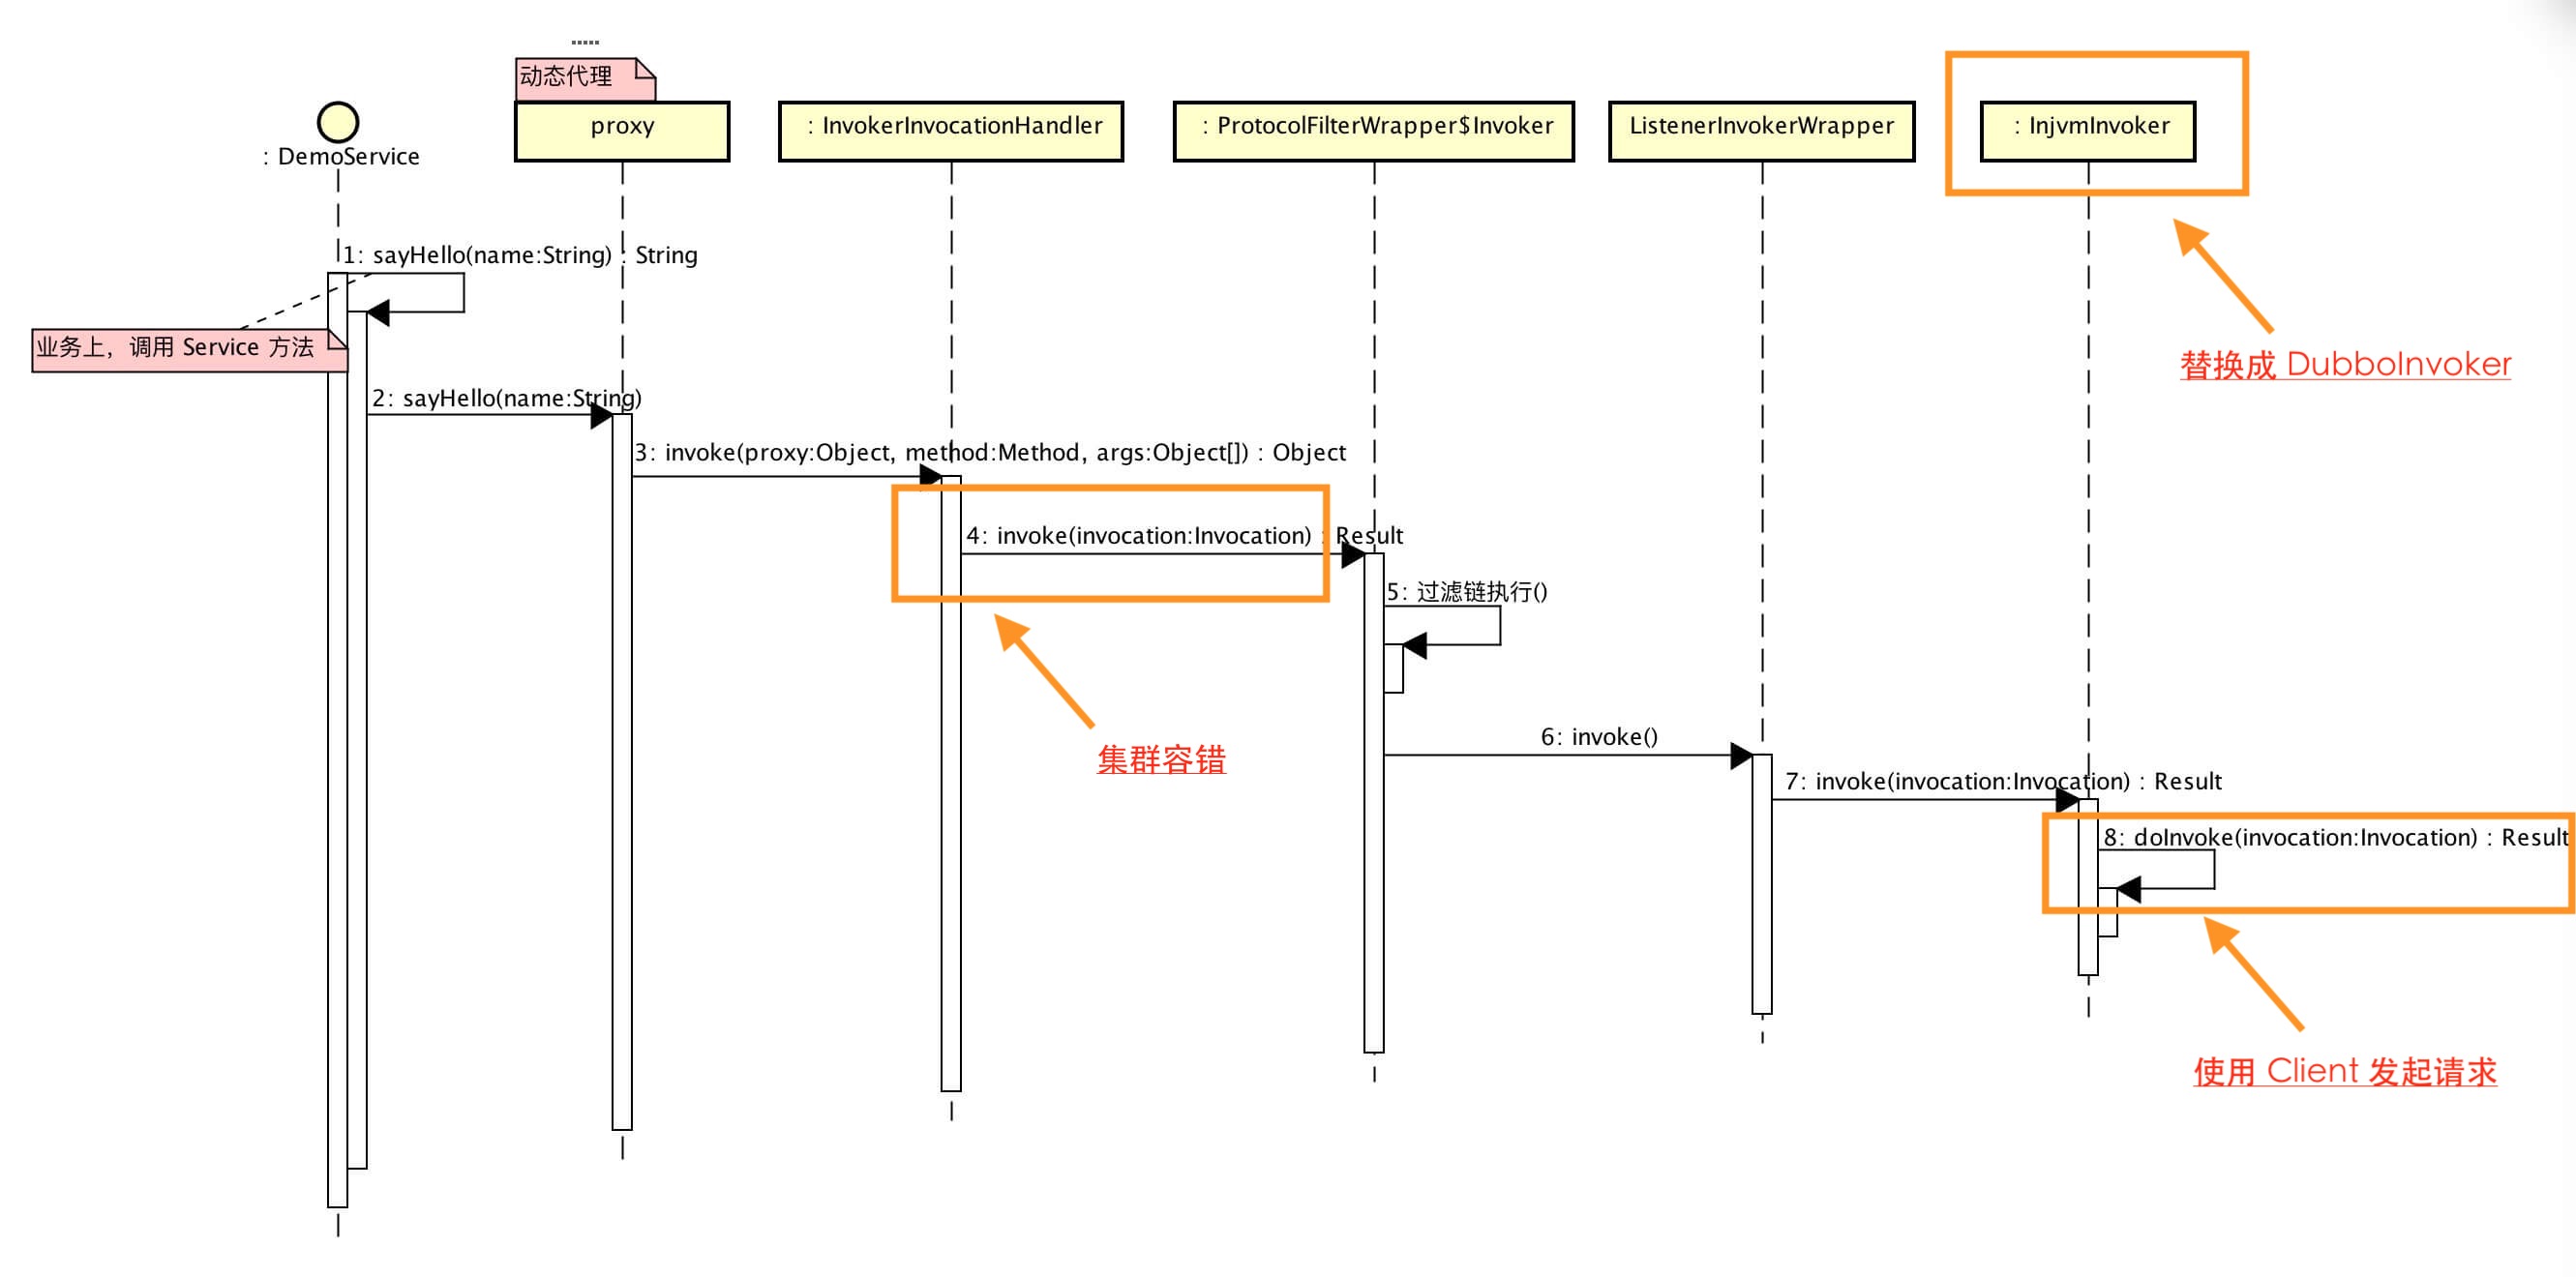 动态代理
proxy
: InvokerInvocationHandler
: ProtocolFilterWrapper$Invoker
ListenerInvokerWrapper
: InjvmInvoker
: DemoService
1: sayHello(name:String) : String
业务上，调用 Service 方法
替换成 DubboInvoker
2: sayHello(name:String)
3: invoke(proxy:Object, method:Method, args:Object[]) : Object
4: invoke(invocation:Invocation) : Result
5: 过滤链执行()
集群容错
6: invoke()
7: invoke(invocation:Invocation) : Result
8: doInvoke(invocation:Invocation) : Result
使用 Client 发起请求